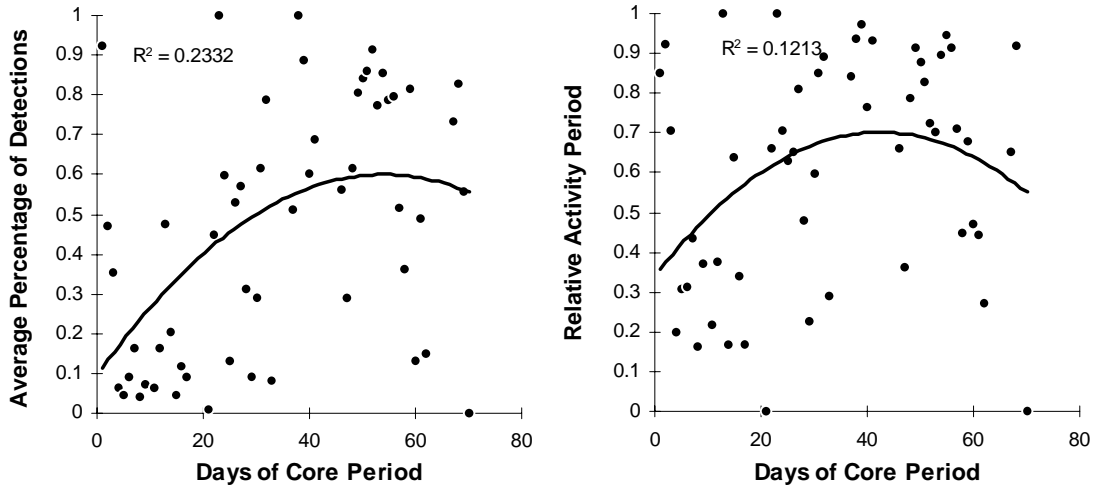 Average Percentage of Detections
1
0.9
0.8
0.7
0.6
0.5
0.4
0.3
0.2
0.1
0
R² = 0.2332
0 20 40 60 80
Days of Core Period
Relative Activity Period
1
0.9
0.8
0.7
0.6
0.5
0.4
0.3
0.2
0.1
0
R² = 0.1213
0 20 40 60 80
Days of Core Period